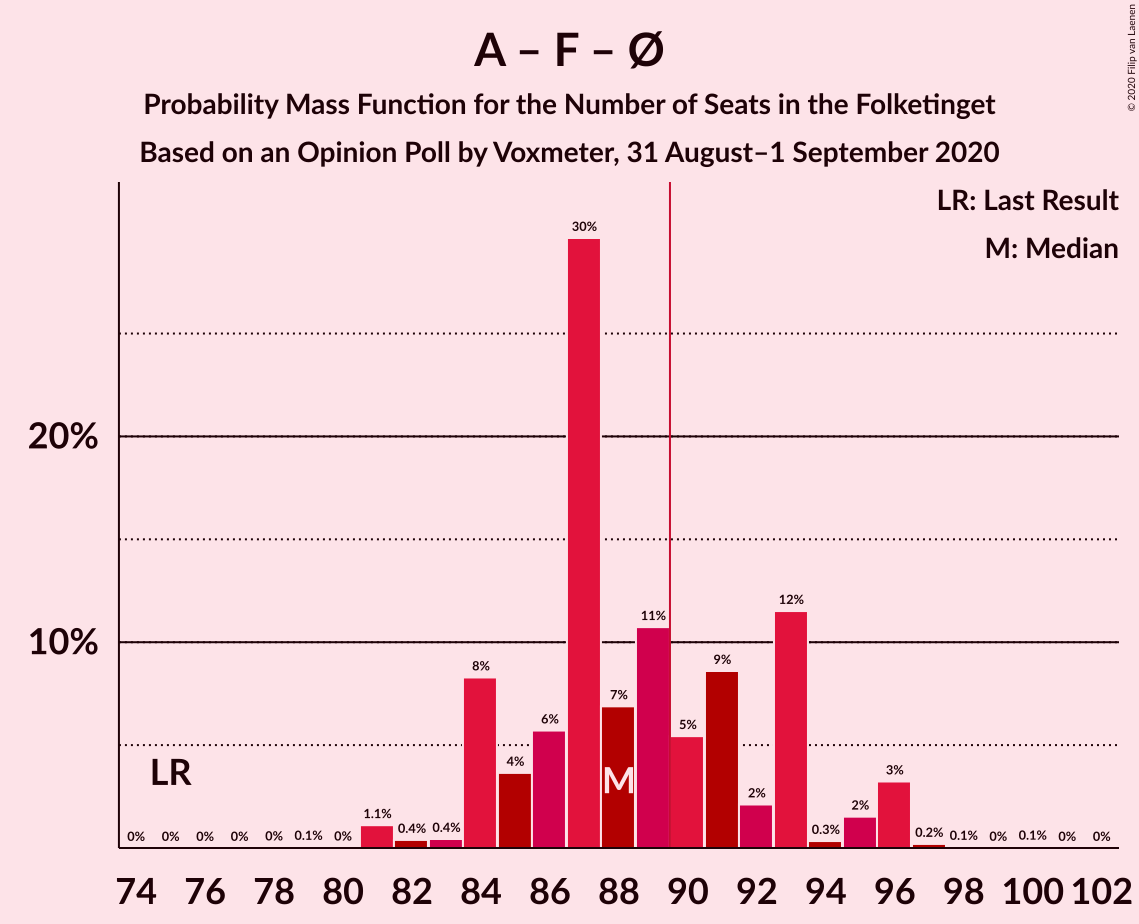 A – F – Ø
Probability Mass Function for the Number of Seats in the Folketinget
Based on an Opinion Poll by Voxmeter, 31 August–1 September 2020
© 2020 Filip van Laenen
LR: Last Result
M: Median
20%
10%
LR
M
0% 0% 0% 0% 0% 0.1% 0% 1.1% 0.4% 0.4% 8% 4% 6% 30% 7% 11% 5% 9% 2% 12% 0.3% 2% 3% 0.2% 0.1% 0% 0.1% 0% 0%
74 76 78 80 82 84 86 88 90 92 94 96 98 100 102